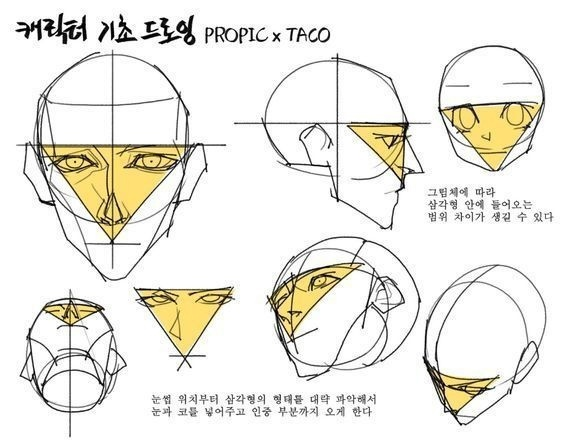 캐릭터 기초 드로잉 PROPIC x TACO
그림체에 따라
삼각형 안에 들어오는
범위 차이가 생길 수 있다
눈썹 위치부터 삼각형의 형태를 대략 파악해서
눈과 코를 넣어주고 인중 부분까지 오게 한다